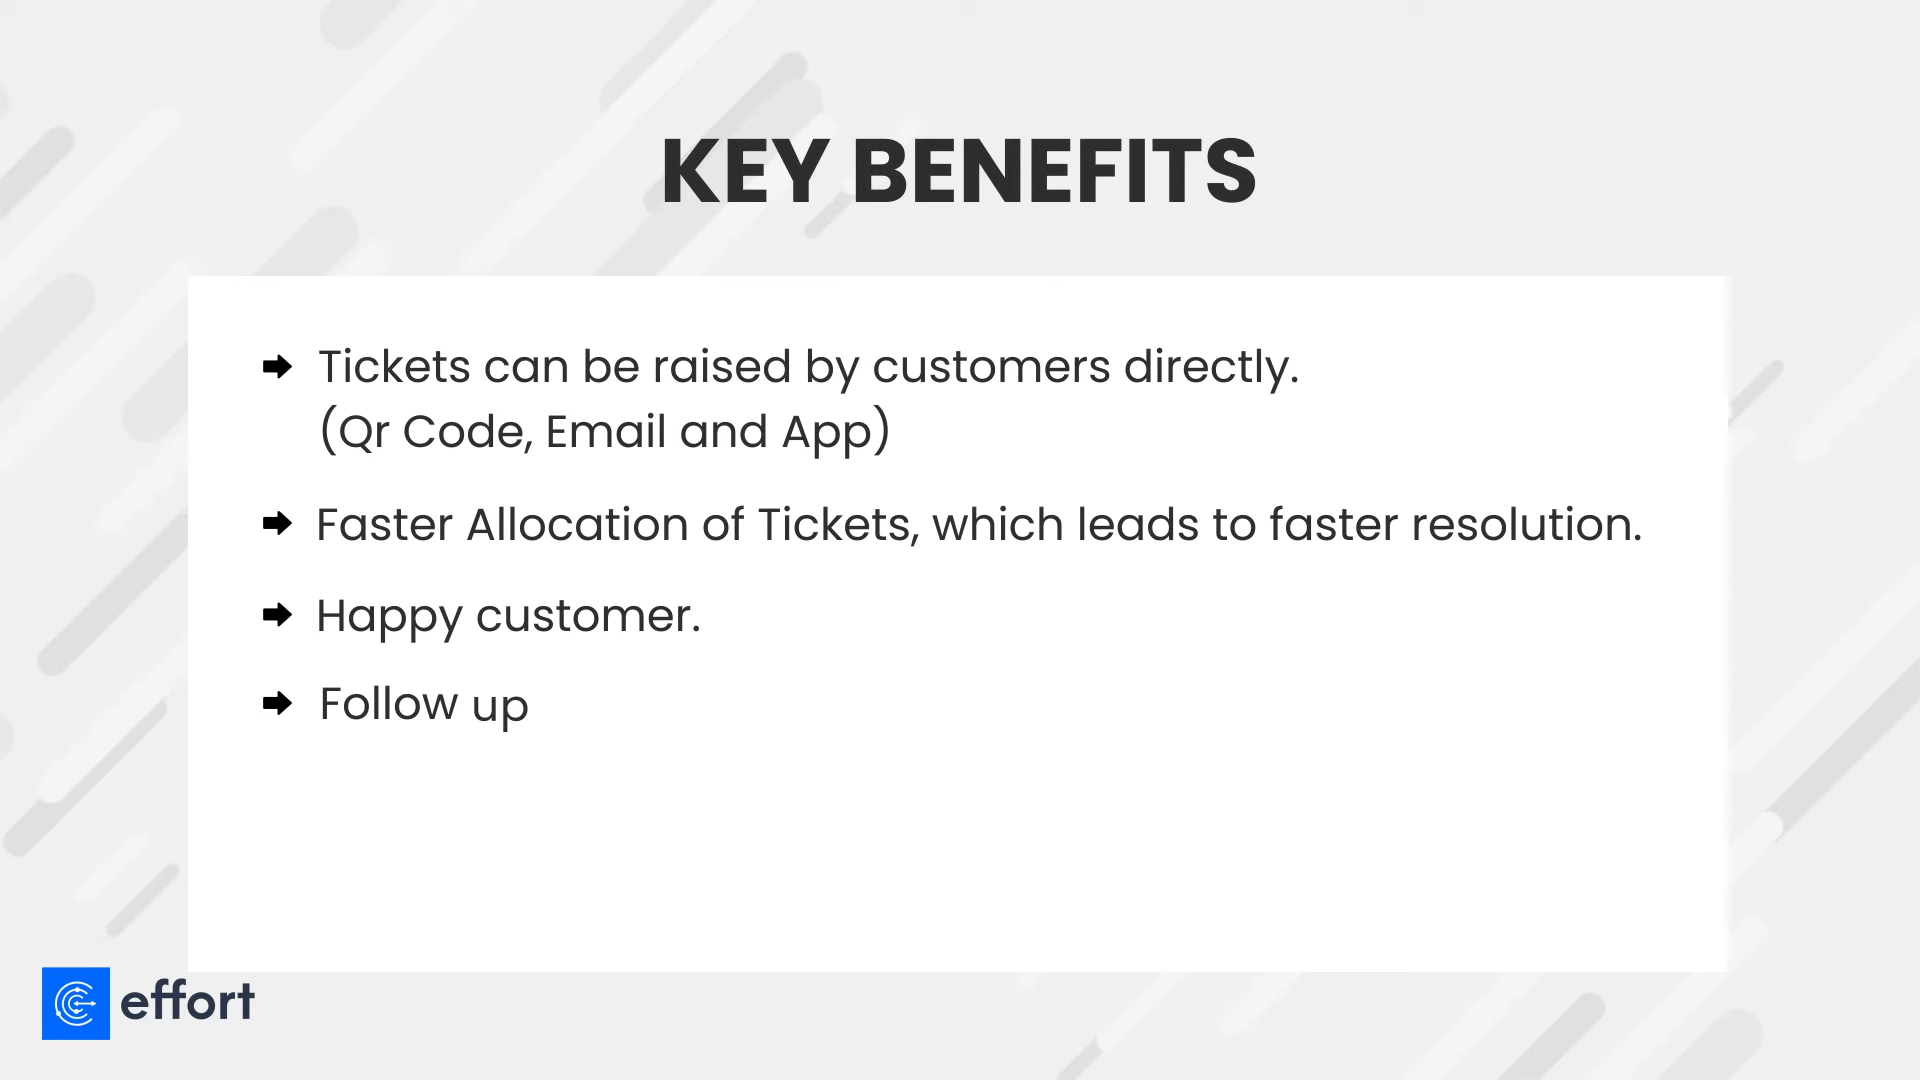 KEY BENEFITS
Tickets can be raised by customers directly.
(Qr Code, Email and App)
Faster Allocation of Tickets, which leads to faster resolution.
Happy customer.
Follow up
effort